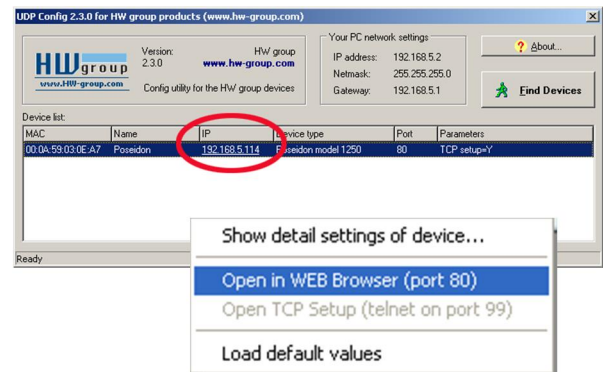 UDP Config 2.3.0 for HW group products (www.hw-group.com)
HW group
www.HW-group.com
Version: HW group
2.3.0 www.hw-group.com
Config utility for the HW group devices
Your PC network settings
IP address: 192.168.5.2
Netmask: 255.255.255.0
Gateway: 192.168.5.1
? About...
Find Devices
Device list:
MAC Name IP Device type Port Parameters
00:0A:59:03:0E:A7 Poseidon 192.168.5.114 Poseidon model 1250 80 TCP setup=Y
Ready
Show detail settings of device...
Open in WEB Browser (port 80)
Open TCP Setup (telnet on port 99)
Load default values